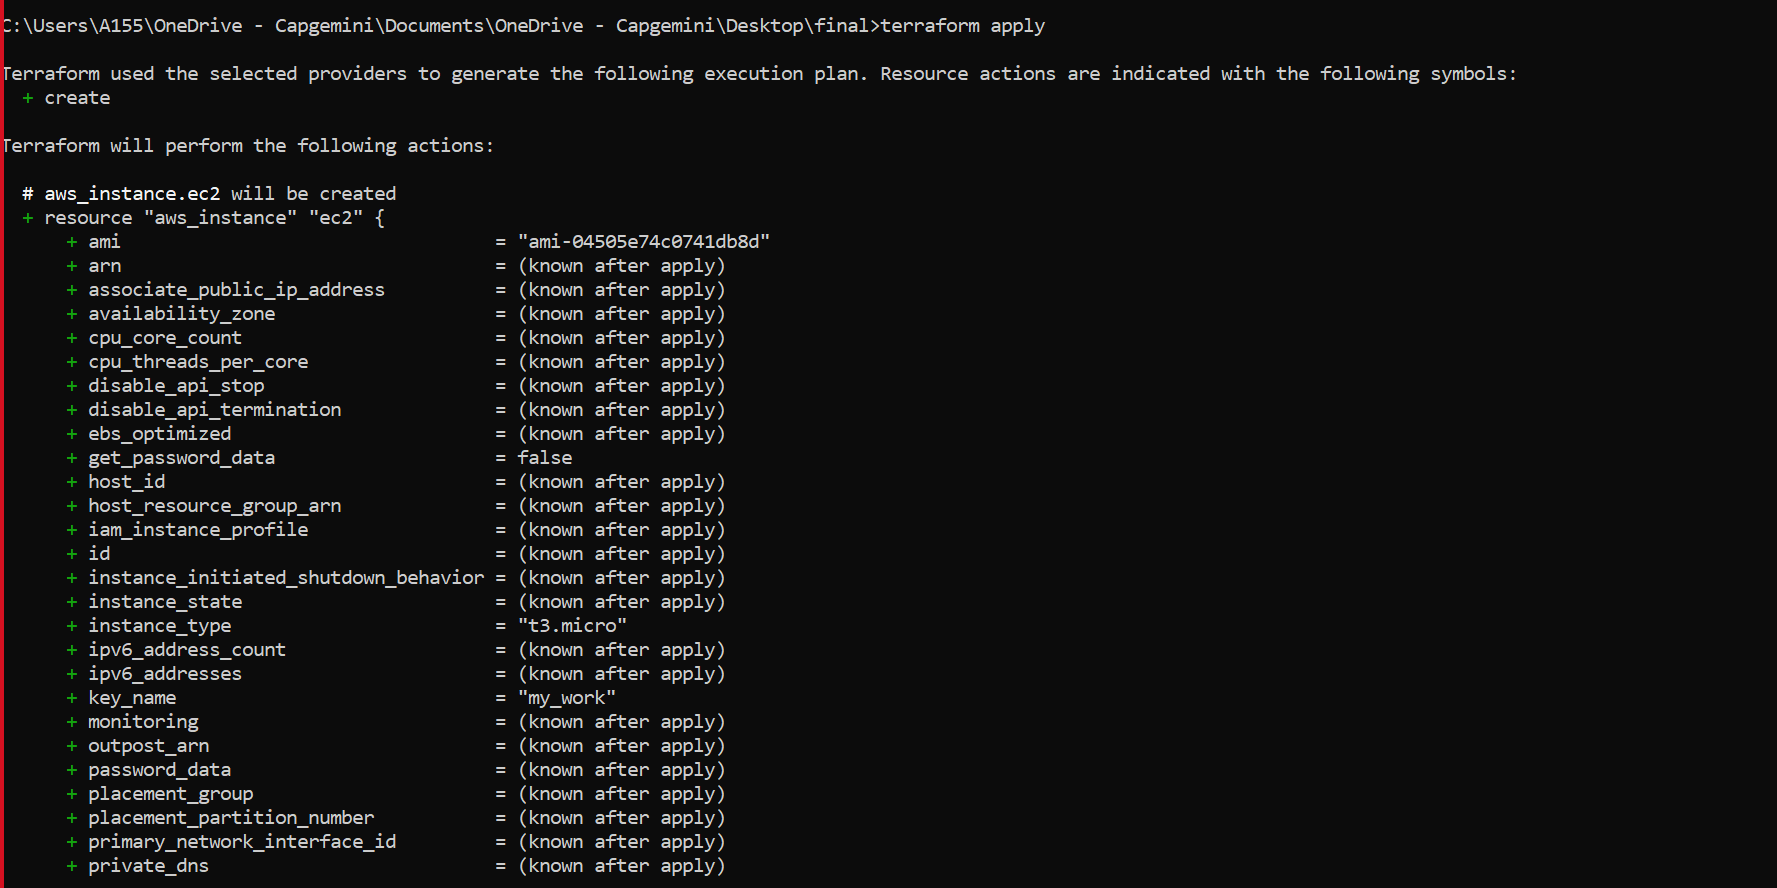 C:\Users\A155\OneDrive - Capgemini\Documents\OneDrive - Capgemini\Desktop\final>terraform apply
Terraform used the selected providers to generate the following execution plan. Resource actions are indicated with the following symbols:
+ create
Terraform will perform the following actions:
# aws_instance.ec2 will be created
+ resource "aws_instance" "ec2" {
+ ami = "ami-04505e74c0741db8d"
+ arn = (known after apply)
+ associate_public_ip_address = (known after apply)
+ availability_zone = (known after apply)
+ cpu_core_count = (known after apply)
+ cpu_threads_per_core = (known after apply)
+ disable_api_stop = (known after apply)
+ disable_api_termination = (known after apply)
+ ebs_optimized = (known after apply)
+ get_password_data = false
+ host_id = (known after apply)
+ host_resource_group_arn = (known after apply)
+ iam_instance_profile = (known after apply)
+ id = (known after apply)
+ instance_initiated_shutdown_behavior = (known after apply)
+ instance_state = (known after apply)
+ instance_type = "t3.micro"
+ ipv6_address_count = (known after apply)
+ ipv6_addresses = (known after apply)
+ key_name = "my_work"
+ monitoring = (known after apply)
+ outpost_arn = (known after apply)
+ password_data = (known after apply)
+ placement_group = (known after apply)
+ placement_partition_number = (known after apply)
+ primary_network_interface_id = (known after apply)
+ private_dns = (known after apply)